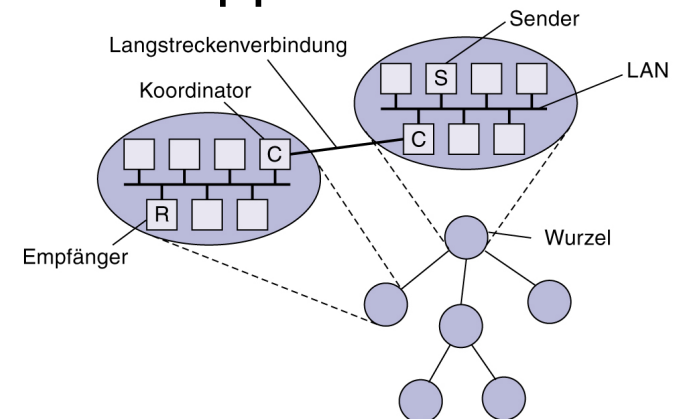 Sender
Langstreckenverbindung
LAN
Koordinator
S
C
C
R
Wurzel
Empfänger